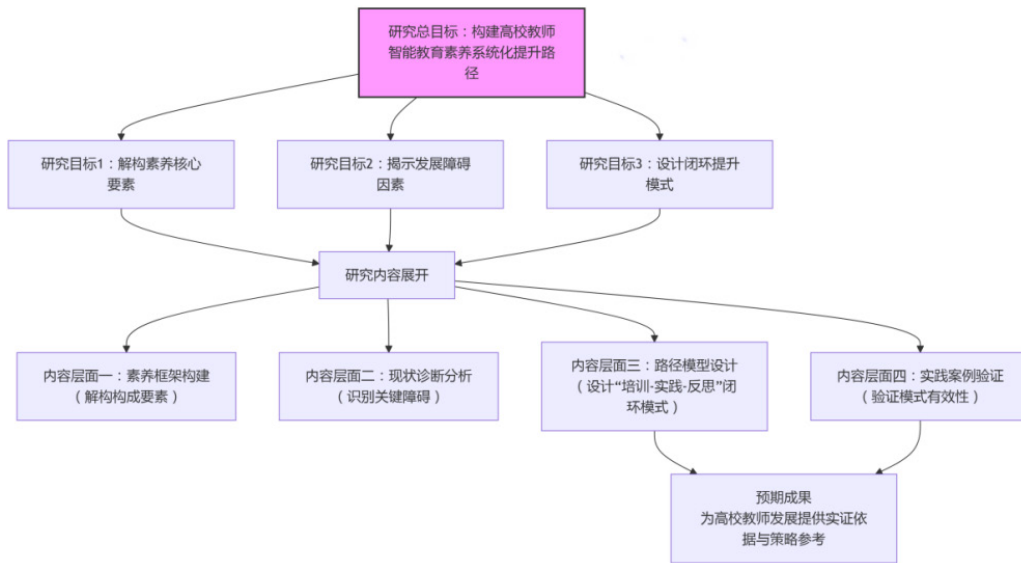 研究总目标：构建高校教师
智能教育素养系统化提升路
径
研究目标1：解构素养核心
要素
研究目标2：揭示发展障碍
因素
研究目标3：设计闭环提升
模式
研究内容展开
内容层面一：素养框架构建
（解构构成要素）
内容层面二：现状诊断分析
（识别关键障碍）
内容层面三：路径模型设计
（设计“培训-实践-反思”闭
环模式）
内容层面四：实践案例验证
（验证模式有效性）
预期成果
为高校教师发展提供实证依
据与策略参考